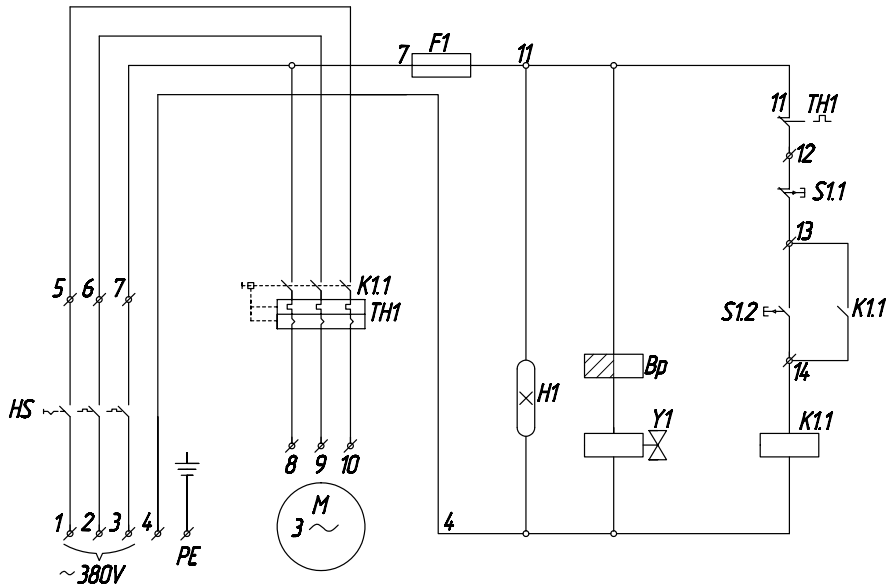 7 F1 11
11 TH1
12
S1.1
13
5 6 7 K1.1
TH1
S1.2 K1.1
Bp
14
H1
HS
Y1 K1.1
8 9 10
M
3 ~
1 2 3 4
4
PE
~380V